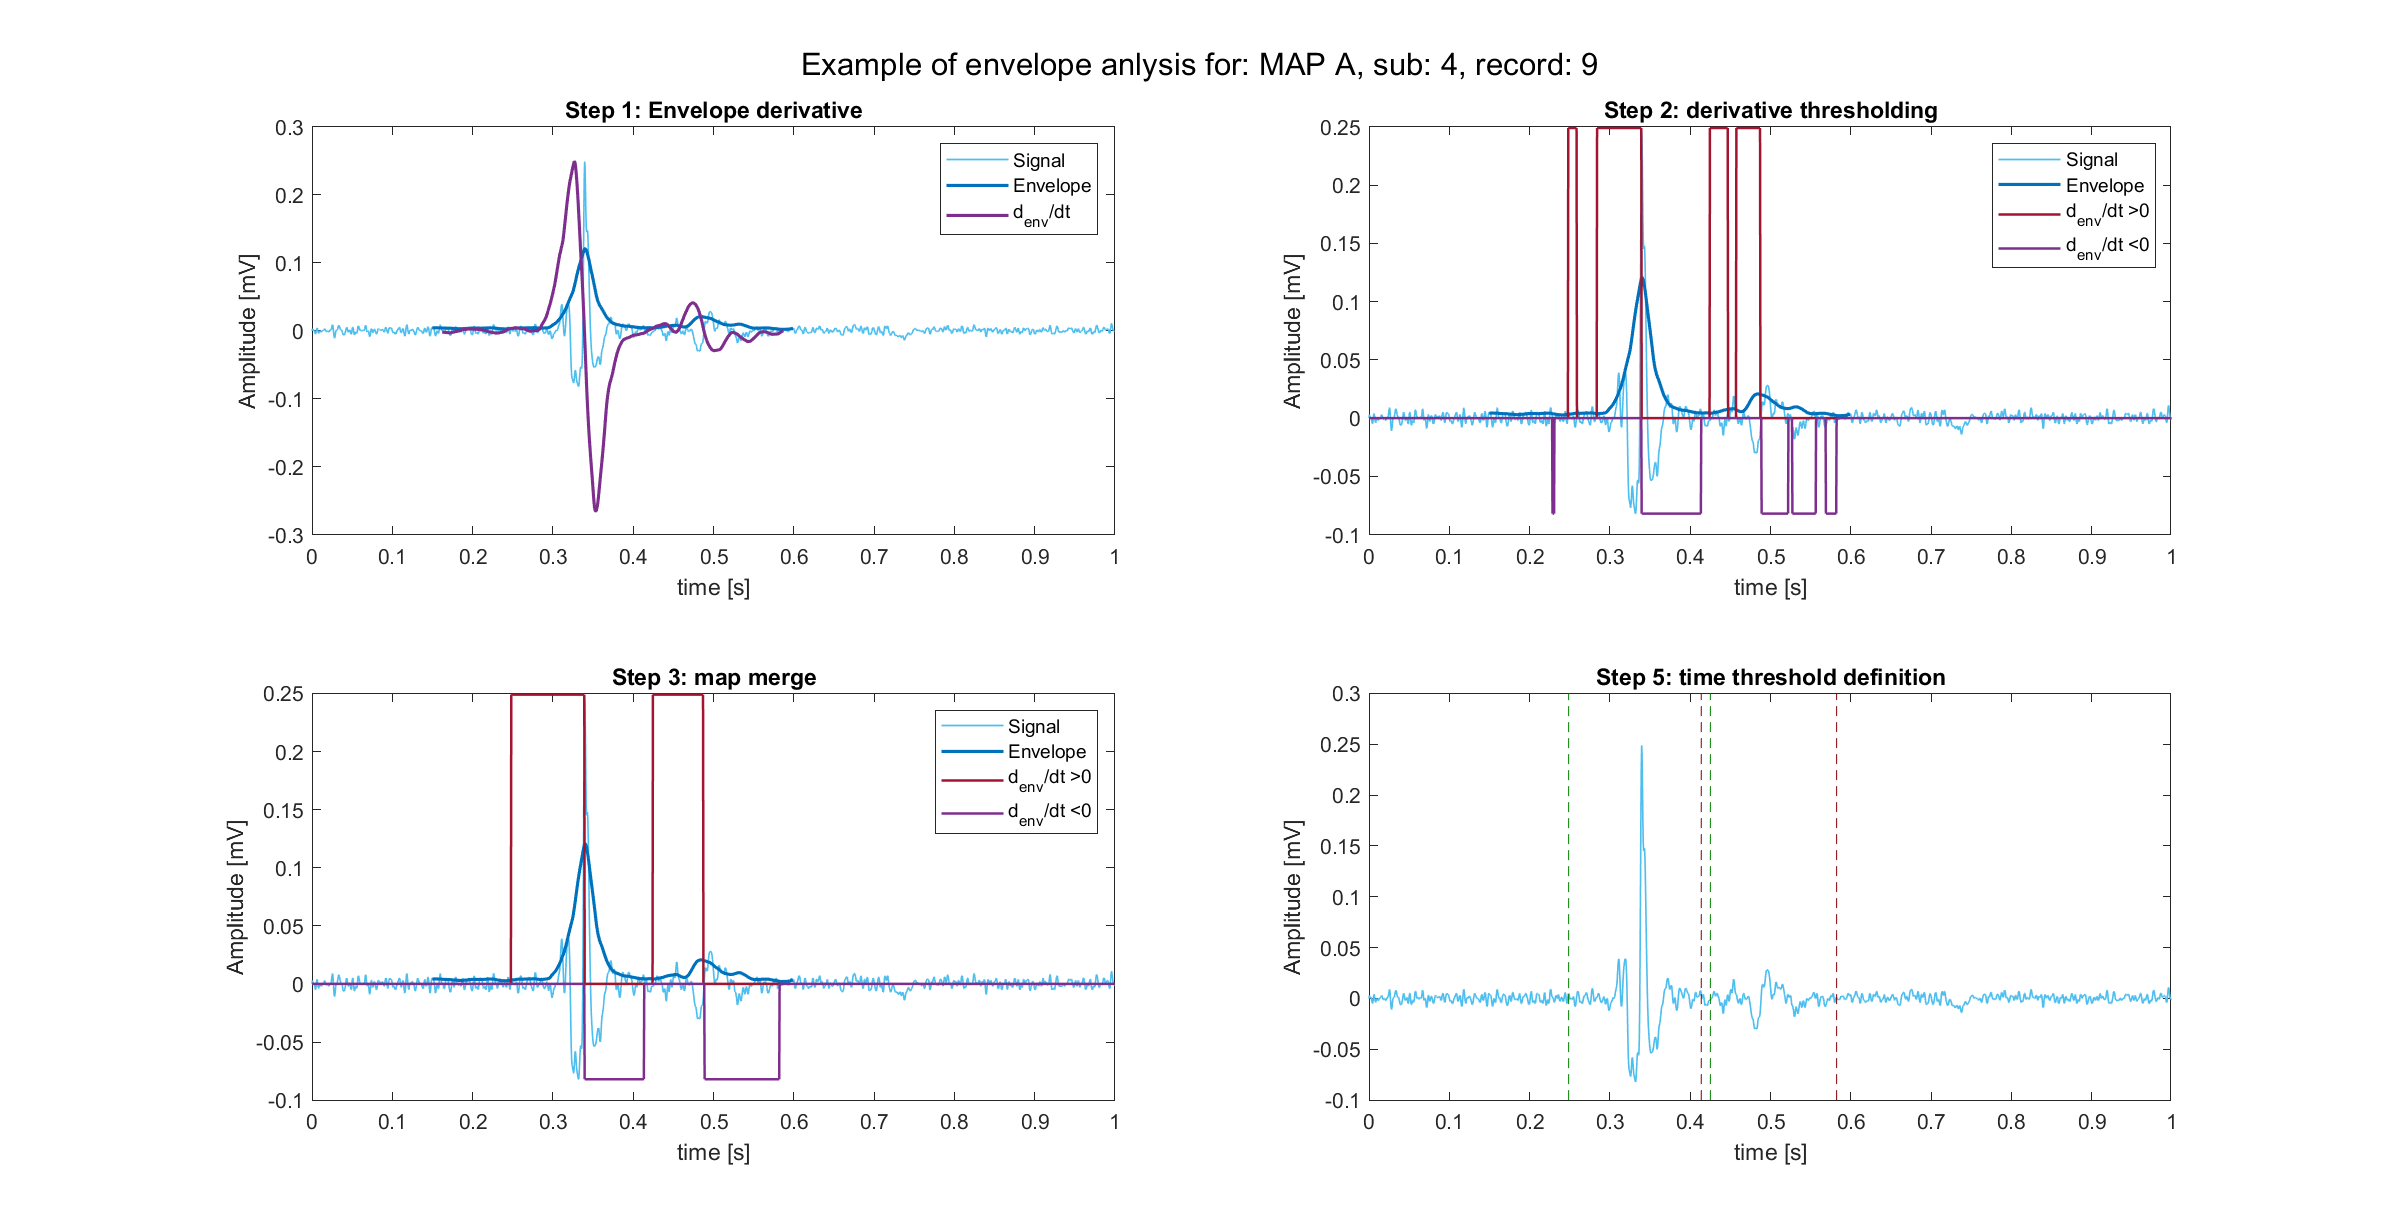 Example of envelope anlysis for: MAP A, sub: 4, record: 9
Step 1: Envelope derivative
0.3
0.2
0.1
0
-0.1
-0.2
-0.3
Amplitude [mV]
Signal
Envelope
d_env/dt
0 0.1 0.2 0.3 0.4 0.5 0.6 0.7 0.8 0.9 1
time [s]
Step 2: derivative thresholding
0.25
0.2
0.15
0.1
0.05
0
-0.05
-0.1
Amplitude [mV]
Signal
Envelope
d_env/dt >0
d_env/dt <0
0 0.1 0.2 0.3 0.4 0.5 0.6 0.7 0.8 0.9 1
time [s]
Step 3: map merge
0.25
0.2
0.15
0.1
0.05
0
-0.05
-0.1
Amplitude [mV]
Signal
Envelope
d_env/dt >0
d_env/dt <0
0 0.1 0.2 0.3 0.4 0.5 0.6 0.7 0.8 0.9 1
time [s]
Step 5: time threshold definition
0.3
0.25
0.2
0.15
0.1
0.05
0
-0.05
-0.1
Amplitude [mV]
0 0.1 0.2 0.3 0.4 0.5 0.6 0.7 0.8 0.9 1
time [s]